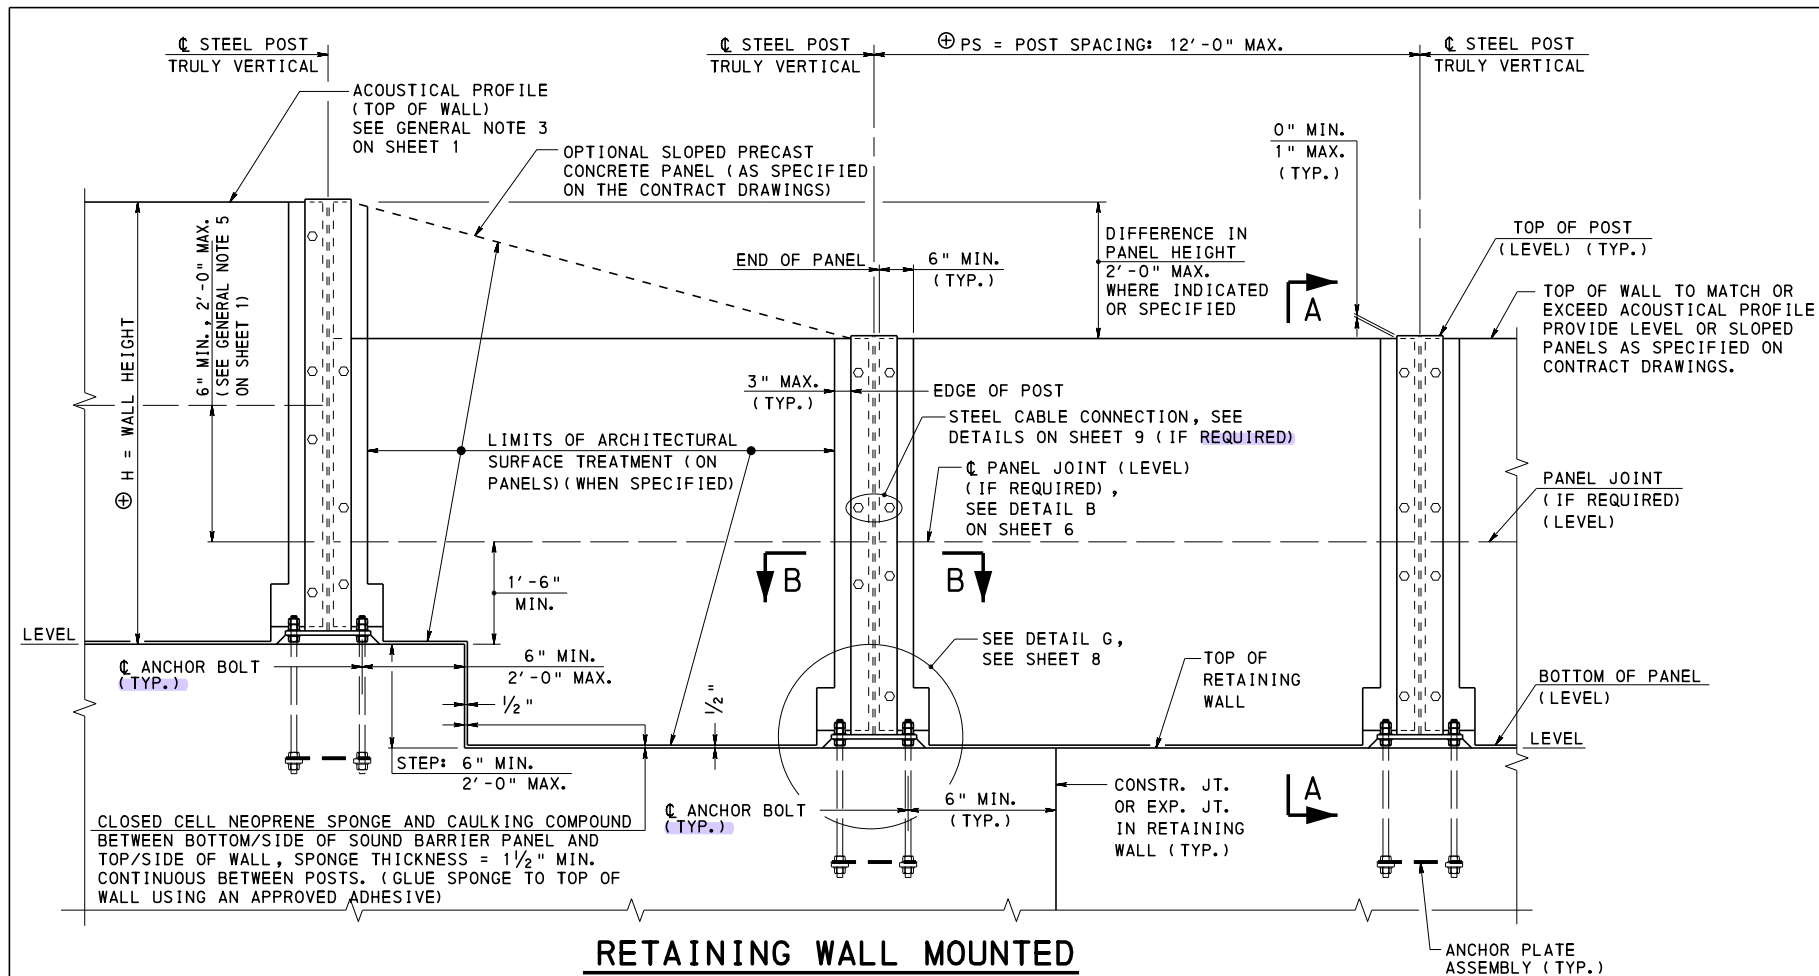 ℄ STEEL POST
TRULY VERTICAL
℄ STEEL POST
TRULY VERTICAL
⊕ PS = POST SPACING: 12'-0" MAX.
℄ STEEL POST
TRULY VERTICAL
ACOUSTICAL PROFILE
(TOP OF WALL)
SEE GENERAL NOTE 3
ON SHEET 1
OPTIONAL SLOPED PRECAST
CONCRETE PANEL (AS SPECIFIED
ON THE CONTRACT DRAWINGS)
0" MIN.
1" MAX.
(TYP.)
6" MIN., 2'-0" MAX.
(SEE GENERAL NOTE 5
ON SHEET 1)
⊕ H = WALL HEIGHT
END OF PANEL
6" MIN.
(TYP.)
DIFFERENCE IN
PANEL HEIGHT
2'-0" MAX.
WHERE INDICATED
OR SPECIFIED
A
TOP OF POST
(LEVEL) (TYP.)
TOP OF WALL TO MATCH OR
EXCEED ACOUSTICAL PROFILE
PROVIDE LEVEL OR SLOPED
PANELS AS SPECIFIED ON
CONTRACT DRAWINGS.
3" MAX.
(TYP.)
EDGE OF POST
STEEL CABLE CONNECTION, SEE
DETAILS ON SHEET 9 (IF REQUIRED)
LIMITS OF ARCHITECTURAL
SURFACE TREATMENT (ON
PANELS)(WHEN SPECIFIED)
℄ PANEL JOINT (LEVEL)
(IF REQUIRED),
SEE DETAIL B
ON SHEET 6
PANEL JOINT
(IF REQUIRED)
(LEVEL)
1'-6"
MIN.
B
B
LEVEL
℄ ANCHOR BOLT
(TYP.)
6" MIN.
2'-0" MAX.
1/2"
1/2"
SEE DETAIL G,
SEE SHEET 8
TOP OF
RETAINING
WALL
BOTTOM OF PANEL
(LEVEL)
LEVEL
STEP: 6" MIN.
2'-0" MAX.
CLOSED CELL NEOPRENE SPONGE AND CAULKING COMPOUND
BETWEEN BOTTOM/SIDE OF SOUND BARRIER PANEL AND
TOP/SIDE OF WALL, SPONGE THICKNESS = 1 1/2" MIN.
CONTINUOUS BETWEEN POSTS. (GLUE SPONGE TO TOP OF
WALL USING AN APPROVED ADHESIVE)
℄ ANCHOR BOLT
(TYP.)
6" MIN.
(TYP.)
CONSTR. JT.
OR EXP. JT.
IN RETAINING
WALL (TYP.)
A
ANCHOR PLATE
ASSEMBLY (TYP.)
RETAINING WALL MOUNTED